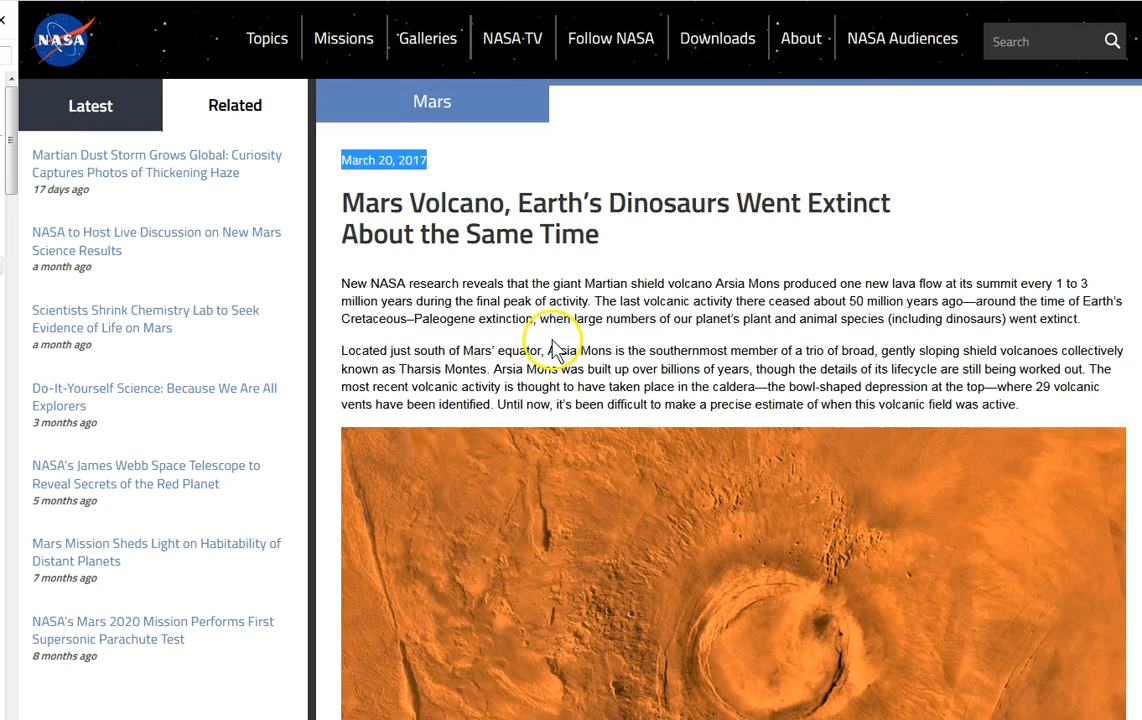 NASA
Topics
Missions
Galleries
NASA TV
Follow NASA
Downloads
About
NASA Audiences
Search
Latest
Related
Martian Dust Storm Grows Global: Curiosity
Captures Photos of Thickening Haze
17 days ago
NASA to Host Live Discussion on New Mars
Science Results
a month ago
Scientists Shrink Chemistry Lab to Seek
Evidence of Life on Mars
a month ago
Do-It-Yourself Science: Because We Are All
Explorers
3 months ago
NASA's James Webb Space Telescope to
Reveal Secrets of the Red Planet
5 months ago
Mars Mission Sheds Light on Habitability of
Distant Planets
7 months ago
NASA's Mars 2020 Mission Performs First
Supersonic Parachute Test
8 months ago
Mars
March 20, 2017
Mars Volcano, Earth's Dinosaurs Went Extinct
About the Same Time
New NASA research reveals that the giant Martian shield volcano Arsia Mons produced one new lava flow at its summit every 1 to 3
million years during the final peak of activity. The last volcanic activity there ceased about 50 million years ago—around the time of Earth's
Cretaceous–Paleogene extinction, when large numbers of our planet's plant and animal species (including dinosaurs) went extinct.
Located just south of Mars' equator, Arsia Mons is the southernmost member of a trio of broad, gently sloping shield volcanoes collectively
known as Tharsis Montes. Arsia Mons was built up over billions of years, though the details of its lifecycle are still being worked out. The
most recent volcanic activity is thought to have taken place in the caldera—the bowl-shaped depression at the top—where 29 volcanic
vents have been identified. Until now, it's been difficult to make a precise estimate of when this volcanic field was active.